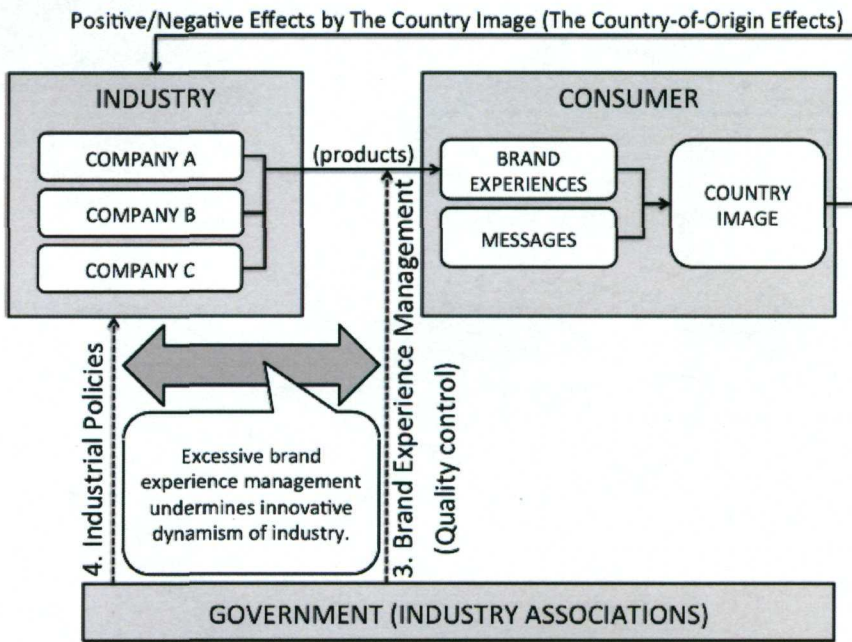 Positive/Negative Effects by The Country Image (The Country-of-Origin Effects)
INDUSTRY
COMPANY A
COMPANY B
COMPANY C
(products)
CONSUMER
BRAND
EXPERIENCES
MESSAGES
COUNTRY
IMAGE
4. Industrial Policies
Excessive brand
experience management
undermines innovative
dynamism of industry.
3. Brand Experience Management
(Quality control)
GOVERNMENT (INDUSTRY ASSOCIATIONS)